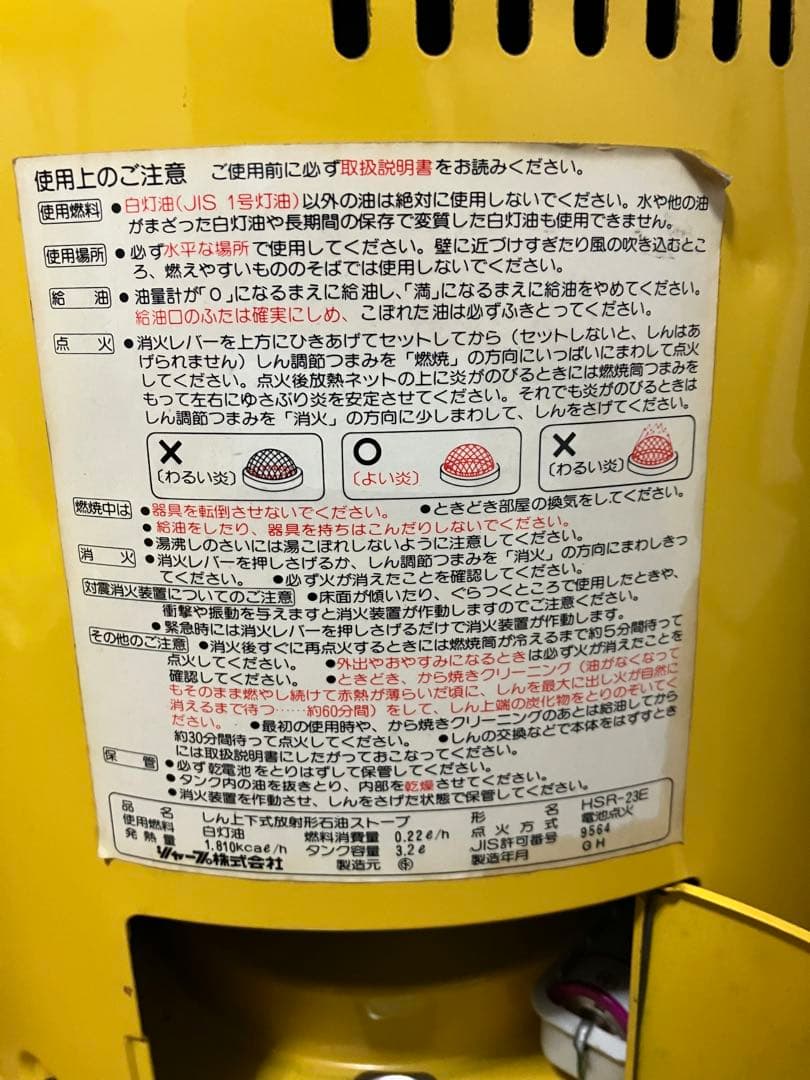 使用上のご注意 ご使用前に必ず取扱説明書をお読みください。
使用燃料 ●白灯油(JIS 1号灯油)以外の油は絶対に使用しないでください。水や他の油
がまざった白灯油や長期間の保存で変質した白灯油も使用できません。
使用場所 ●必ず水平な場所で使用してください。壁に近づけすぎたり風の吹き込むとこ
ろ、燃えやすいもののそばでは使用しないでください。
給油 ●油量計が「0」になるまえに給油し、「満」になるまえに給油をやめてください。
給油口のふたは確実にしめ、こぼれた油は必ずふきとってください。
点火 ●消火レバーを上方にひきあげてセットしてから(セットしないと、しんはあ
げられません)しん調節つまみを「燃焼」の方向にいっぱいにまわして点火
してください。点火後放熱ネットの上に炎がのびるときには燃焼筒つまみを
もって左右にゆさぶり炎を安定させてください。それでも炎がのびるときは
しん調節つまみを「消火」の方向に少しまわして、しんをさげてください。
× (わるい炎) ○ (よい炎) × (わるい炎)
燃焼中は ●器具を転倒させないでください。 ●ときどき部屋の換気をしてください。
●給油をしたり、器具を持ちはこんだりしないでください。
●湯沸しのさいには湯こぼれしないように注意してください。
消火 ●消火レバーを押しさげるか、しん調節つまみを「消火」の方向にまわしきっ
てください。 ●必ず火が消えたことを確認してください。
対震消火装置についてのご注意 ●床面が傾いたり、ぐらつくところで使用したときや、
衝撃や振動を与えますと消火装置が作動しますのでご注意ください。
●緊急時には消火レバーを押しさげるだけで消火装置が作動します。
その他のご注意 ●消火後すぐに再点火するときには燃焼筒が冷えるまで約5分間待って
点火してください。 ●外出やおやすみになるときは必ず火が消えたことを
確認してください。 ●ときどき、から焼きクリーニング(油がなくなって
もそのまま燃やし続けて赤熱が薄らいだ頃に、しんを最大に出し火が自然に
消えるまで待つ……約60分間)をして、しん上端の炭化物をとりのぞいてく
ださい。 ●最初の使用時や、から焼きクリーニングのあとは給油してから
約30分間待って点火してください。 ●しんの交換などで本体をはずすとき
には取扱説明書にしたがっておこなってください。
保管 ●必ず乾電池をとりはずして保管してください。
●タンク内の油を抜きとり、内部を乾燥させてください。
●消火装置を作動させ、しんをさげた状態で保管してください。
品名 しん上下式放射形石油ストーブ 形名 HSR-23E
使用燃料 白灯油 燃料消費量 0.22ℓ/h 点火方式 電池点火
発熱量 1,810kcaℓ/h タンク容量 3.2ℓ JIS許可番号 9564
シャープ株式会社 製造元 製造年月 GH